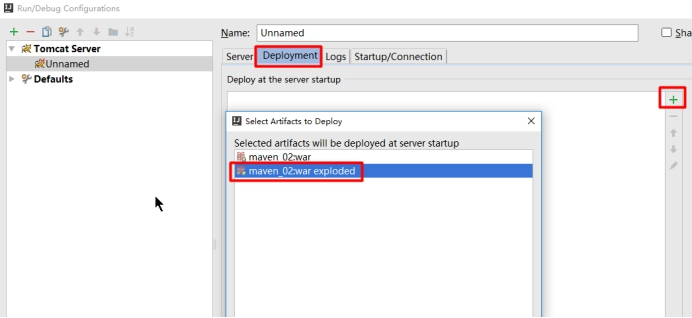 Run/Debug Configurations
Name: Unnamed
Sha
Tomcat Server
Unnamed
Defaults
Server Deployment Logs Startup/Connection
Deploy at the server startup
Select Artifacts to Deploy
Selected artifacts will be deployed at server startup
maven_02:war
maven_02:war exploded